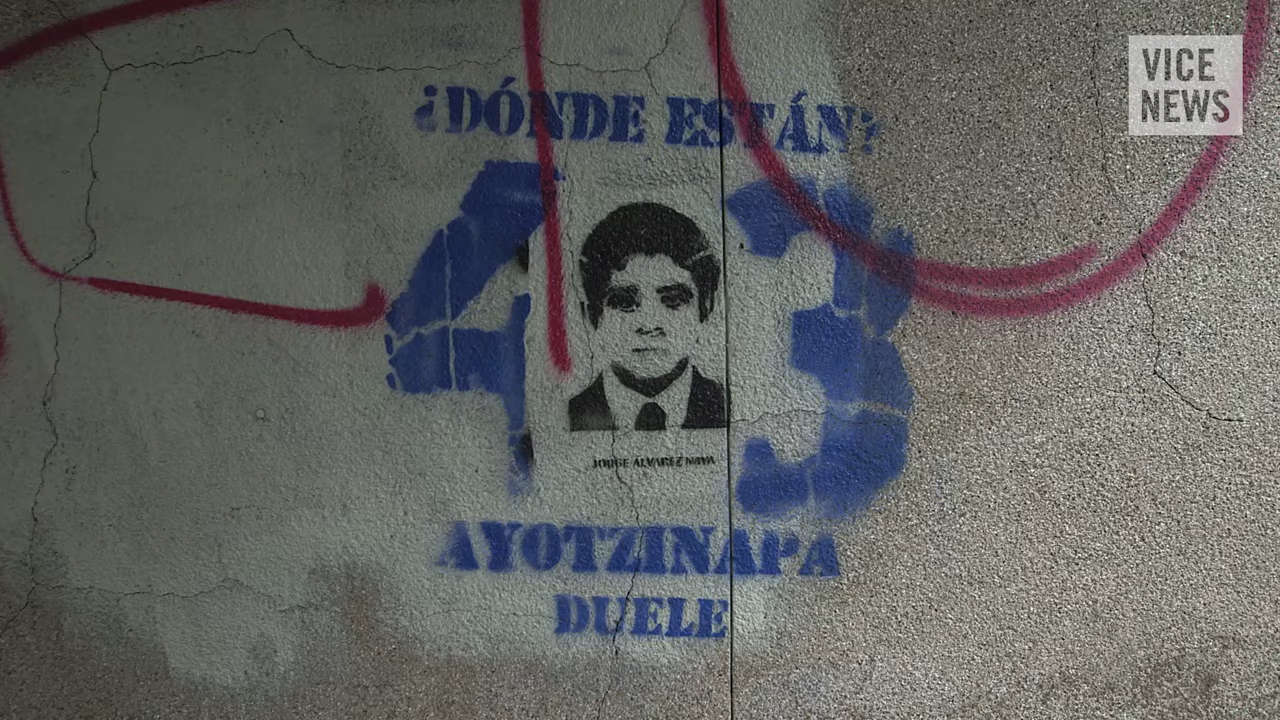 VICE
NEWS
¿DÓNDE ESTÁN?
43
JORGE ALVAREZ NAVA
AYOTZINAPA
DUELE